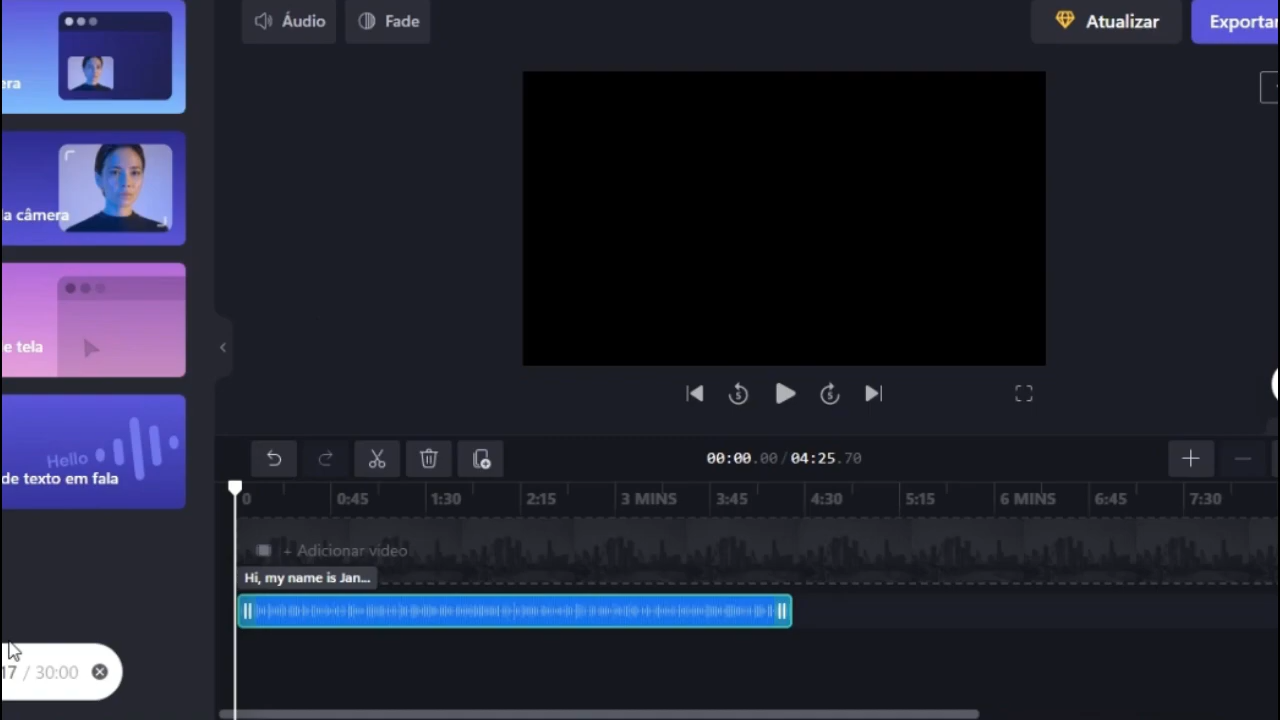 Áudio
Fade
Atualizar
Exportar
era
a câmera
e tela
Hello
de texto em fala
5
5
00:00.00/04:25.70
0
0:45
1:30
2:15
3 MINS
3:45
4:30
5:15
6 MINS
6:45
7:30
+ Adicionar vídeo
Hi, my name is Jan...
17 / 30:00